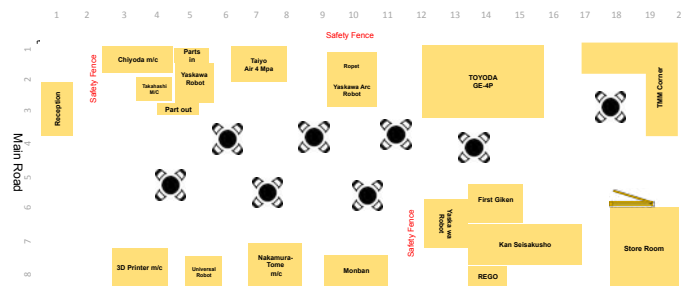 1 2 3 4 5 6 7 8 9 10 11 12 13 14 15 16 17 18 19 2
Safety Fence
1
2
3
4
5
6
7
8
Main Road
Reception
Safety Fence
Chiyoda m/c
Parts
in
Yaskawa
Robot
Takahashi
M/C
Part out
Taiyo
Air 4 Mpa
Ropet
Yaskawa Arc
Robot
TOYODA
GE-4P
TMM Corner
First Giken
Yaska wa
Robot
Safety Fence
Kan Seisakusho
REGO
Store Room
3D Printer m/c
Universal
Robot
Nakamura-
Tome
m/c
Monban